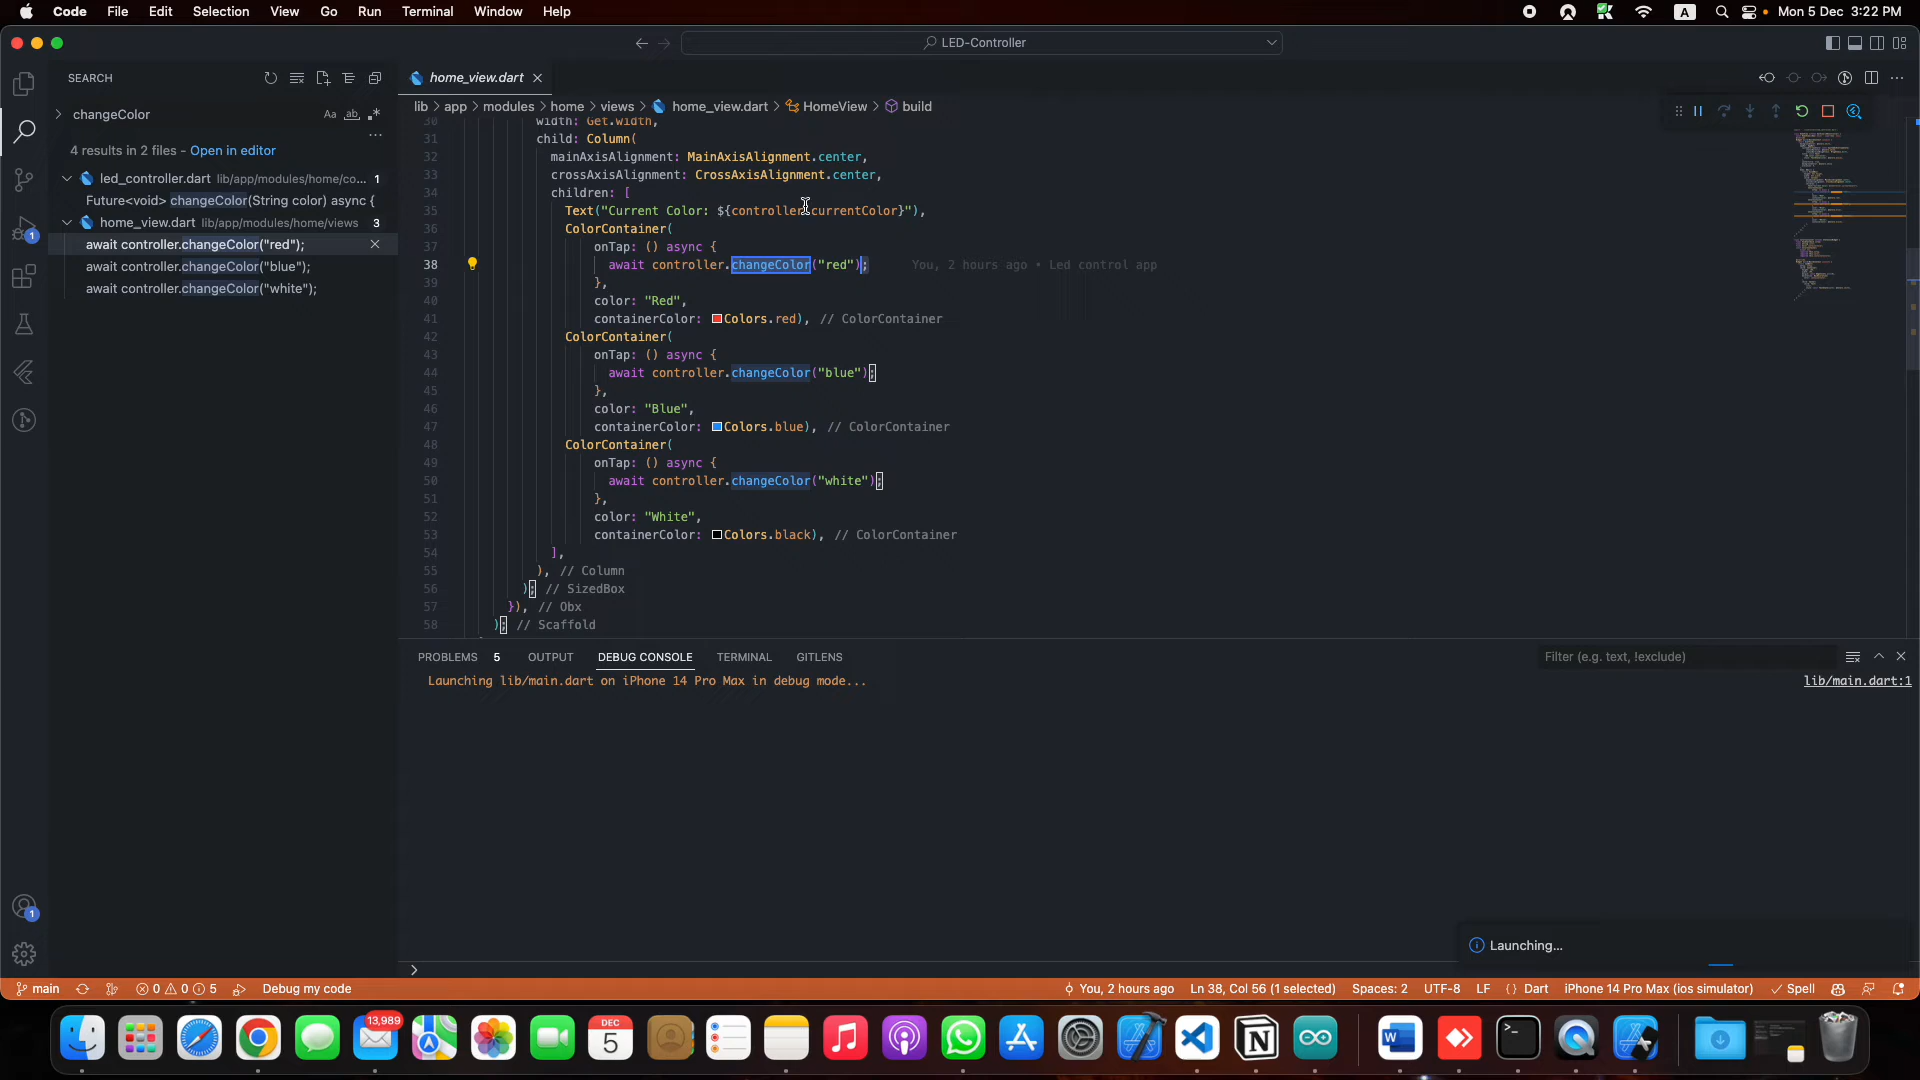 Code File Edit Selection View Go Run Terminal Window Help
A Mon 5 Dec 3:22 PM
LED-Controller
SEARCH
home_view.dart
changeColor
Aa ab
4 results in 2 files - Open in editor
led_controller.dart lib/app/modules/home/co... 1
Future<void> changeColor(String color) async {
home_view.dart lib/app/modules/home/views 3
await controller.changeColor("red");
await controller.changeColor("blue");
await controller.changeColor("white");
1
1
lib > app > modules > home > views > home_view.dart > HomeView > build
30 width: Get.width,
31 child: Column(
32 mainAxisAlignment: MainAxisAlignment.center,
33 crossAxisAlignment: CrossAxisAlignment.center,
34 children: [
35 Text("Current Color: ${controller.currentColor}"),
36 ColorContainer(
37 onTap: () async {
38 await controller.changeColor("red"); You, 2 hours ago • Led control app
39 },
40 color: "Red",
41 containerColor: Colors.red), // ColorContainer
42 ColorContainer(
43 onTap: () async {
44 await controller.changeColor("blue");
45 },
46 color: "Blue",
47 containerColor: Colors.blue), // ColorContainer
48 ColorContainer(
49 onTap: () async {
50 await controller.changeColor("white");
51 },
52 color: "White",
53 containerColor: Colors.black), // ColorContainer
54 ],
55 ), // Column
56 ); // SizedBox
57 }), // Obx
58 ); // Scaffold
PROBLEMS 5 OUTPUT DEBUG CONSOLE TERMINAL GITLENS
Filter (e.g. text, !exclude)
Launching lib/main.dart on iPhone 14 Pro Max in debug mode...
lib/main.dart:1
Launching...
main 0 0 5 Debug my code
You, 2 hours ago Ln 38, Col 56 (1 selected) Spaces: 2 UTF-8 LF {} Dart iPhone 14 Pro Max (ios simulator) Spell
13,989
DEC
5